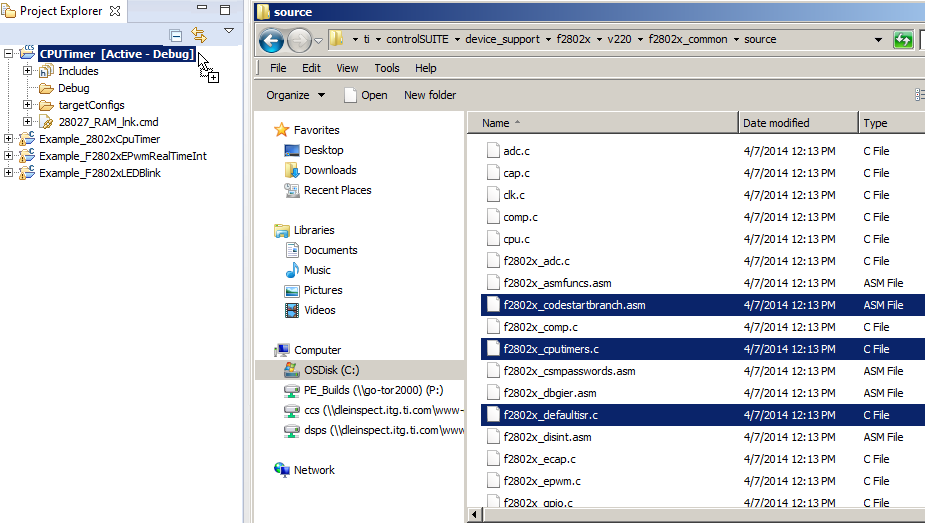 Project Explorer
CPUTimer [Active - Debug]
Includes
Debug
targetConfigs
28027_RAM_lnk.cmd
Example_2802xCpuTimer
Example_F2802xEPwmRealTimeInt
Example_F2802xLEDBlink
source
ti controlSUITE device_support f2802x v220 f2802x_common source
File Edit View Tools Help
Organize Open New folder
Favorites
Desktop
Downloads
Recent Places
Libraries
Documents
Music
Pictures
Videos
Computer
OSDisk (C:)
PE_Builds (\\go-tor2000) (P:)
ccs (\\dleinspect.itg.ti.com\www-
dsps (\\dleinspect.itg.ti.com\www
Network
Name Date modified Type
adc.c 4/7/2014 12:13 PM C File
cap.c 4/7/2014 12:13 PM C File
clk.c 4/7/2014 12:13 PM C File
comp.c 4/7/2014 12:13 PM C File
cpu.c 4/7/2014 12:13 PM C File
f2802x_adc.c 4/7/2014 12:13 PM C File
f2802x_asmfuncs.asm 4/7/2014 12:13 PM ASM File
f2802x_codestartbranch.asm 4/7/2014 12:13 PM ASM File
f2802x_comp.c 4/7/2014 12:13 PM C File
f2802x_cputimers.c 4/7/2014 12:13 PM C File
f2802x_csmpasswords.asm 4/7/2014 12:13 PM ASM File
f2802x_dbgier.asm 4/7/2014 12:13 PM ASM File
f2802x_defaultisr.c 4/7/2014 12:13 PM C File
f2802x_disint.asm 4/7/2014 12:13 PM ASM File
f2802x_ecap.c 4/7/2014 12:13 PM C File
f2802x_epwm.c 4/7/2014 12:13 PM C File
f2802x_gpio.c 4/7/2014 12:13 PM C File